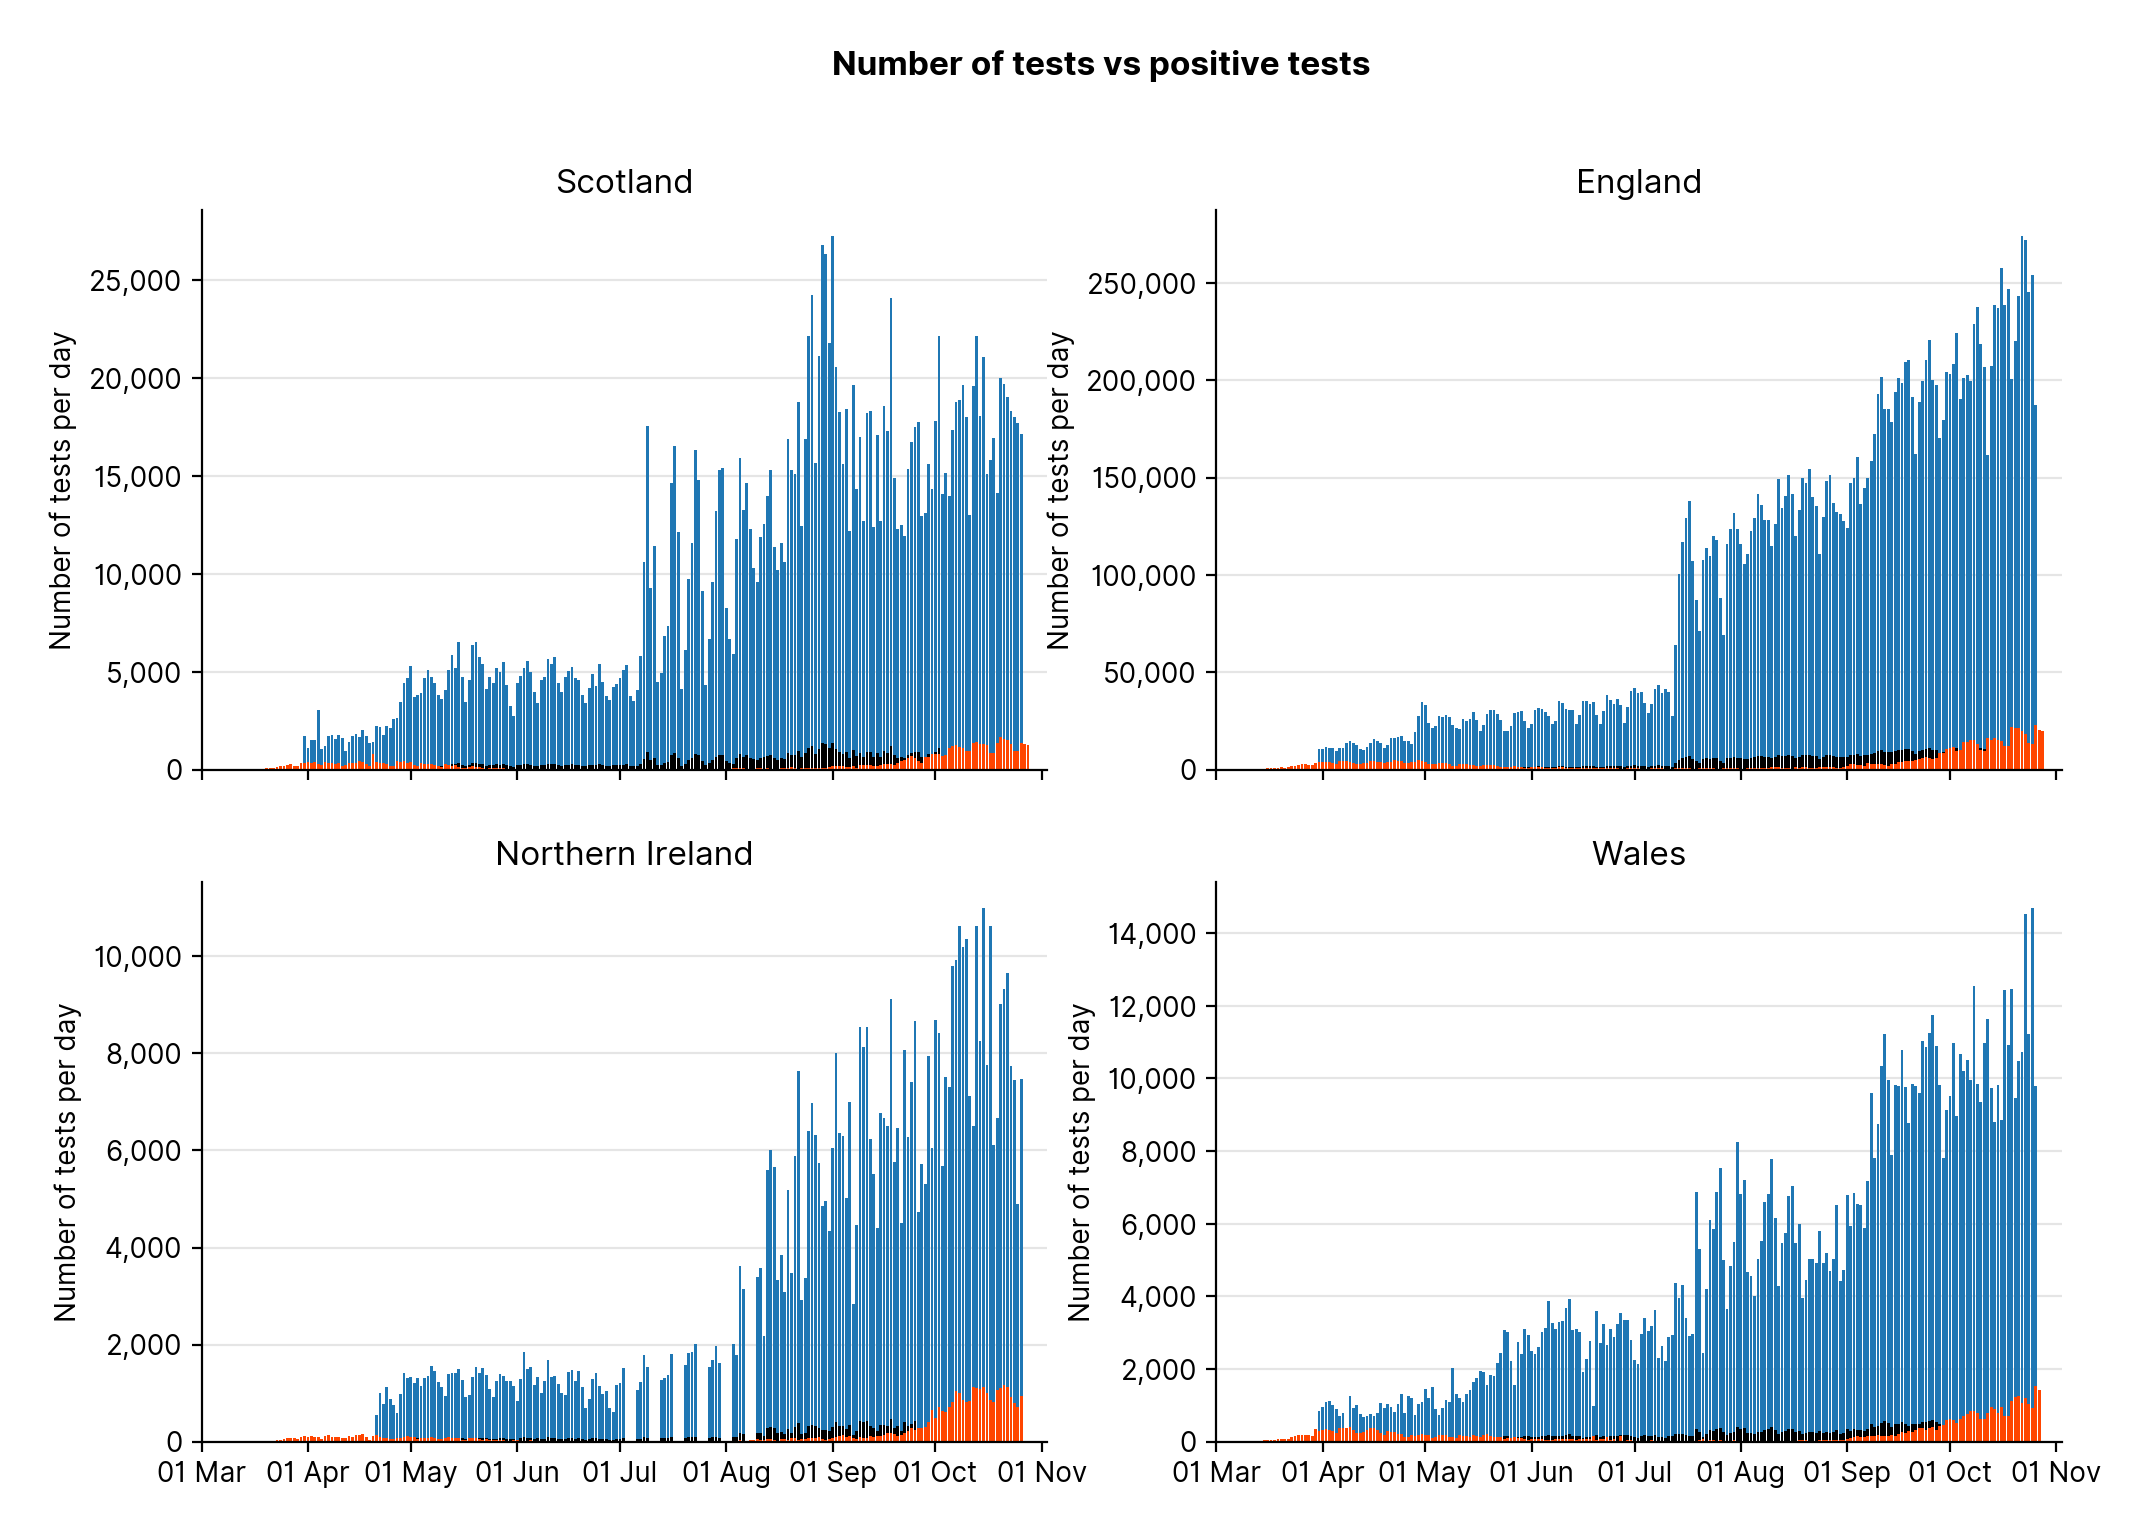 Number of tests vs positive tests
Scotland
Number of tests per day
25,000
20,000
15,000
10,000
5,000
0
England
Number of tests per day
250,000
200,000
150,000
100,000
50,000
0
Northern Ireland
Number of tests per day
10,000
8,000
6,000
4,000
2,000
0
01 Mar 01 Apr 01 May 01 Jun 01 Jul 01 Aug 01 Sep 01 Oct 01 Nov
Wales
Number of tests per day
14,000
12,000
10,000
8,000
6,000
4,000
2,000
0
01 Mar 01 Apr 01 May 01 Jun 01 Jul 01 Aug 01 Sep 01 Oct 01 Nov